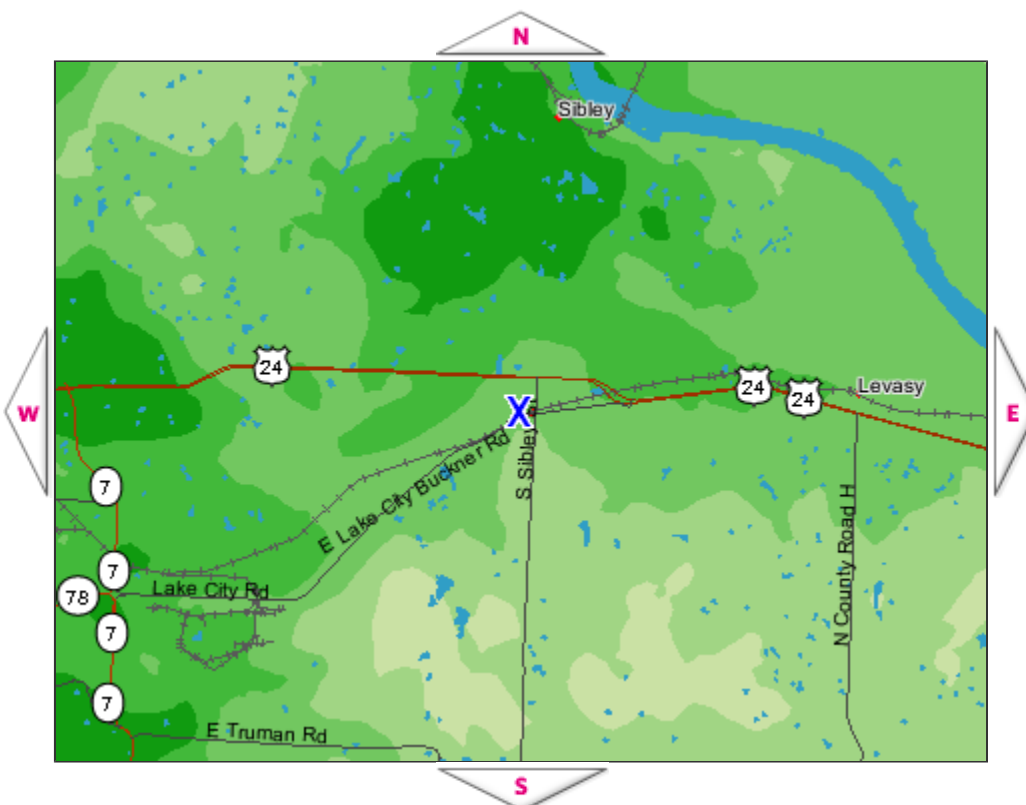 N
Sibley
24
24
24
Levasy
W
X
E
S Sibley
E Lake City Buckner Rd
7
N County Road H
7
78
Lake City Rd
7
7
E Truman Rd
S